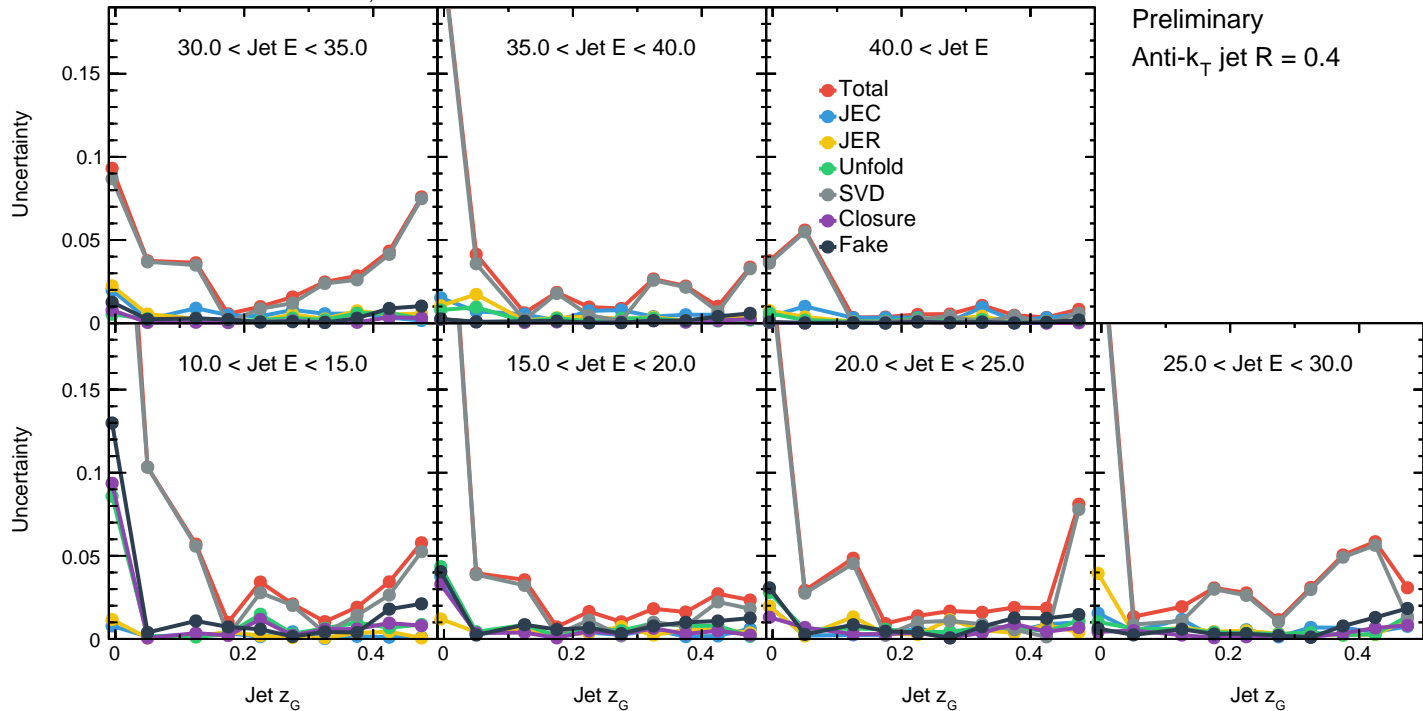 30.0 < Jet E < 35.0
35.0 < Jet E < 40.0
40.0 < Jet E
Preliminary
Anti-k_T jet R = 0.4
Total
JEC
JER
Unfold
SVD
Closure
Fake
0.15
0.1
0.05
0
Uncertainty
10.0 < Jet E < 15.0
15.0 < Jet E < 20.0
20.0 < Jet E < 25.0
25.0 < Jet E < 30.0
0.15
0.1
0.05
0
Uncertainty
0 0.2 0.4
0 0.2 0.4
0 0.2 0.4
0 0.2 0.4
Jet z_G
Jet z_G
Jet z_G
Jet z_G